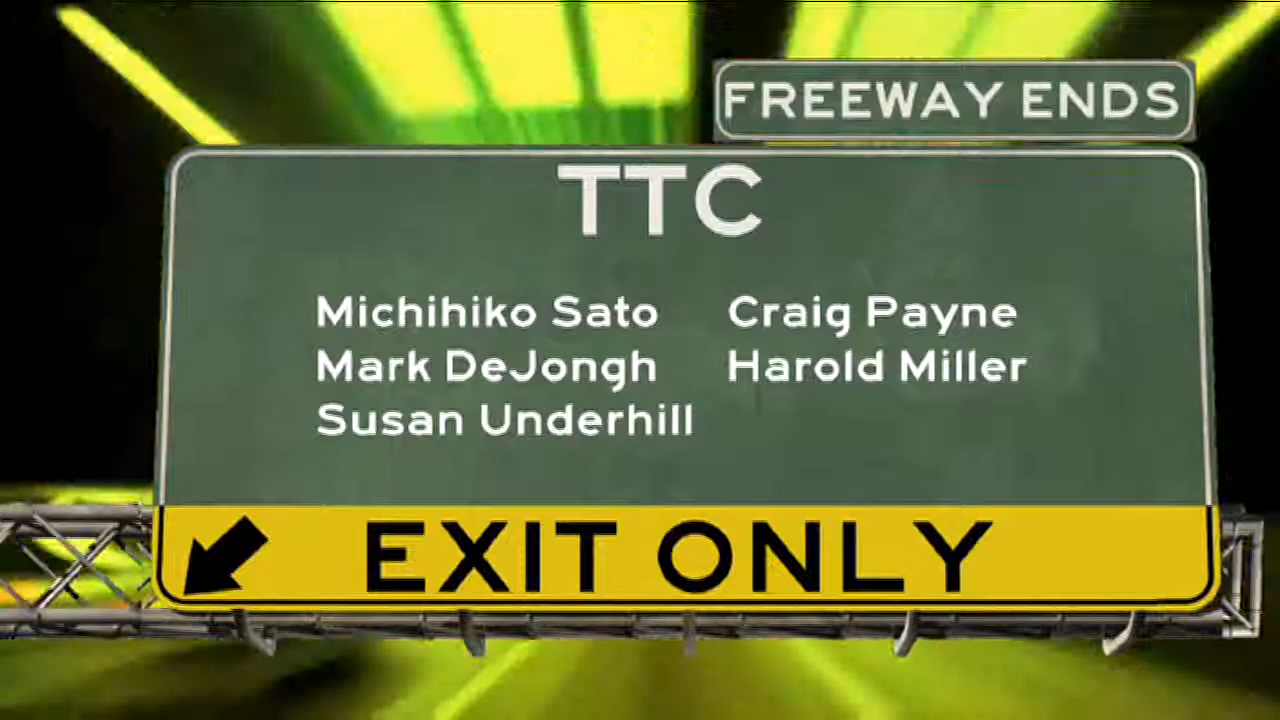 FREEWAY ENDS
TTC
Michihiko Sato
Mark DeJongh
Susan Underhill
Craig Payne
Harold Miller
EXIT ONLY